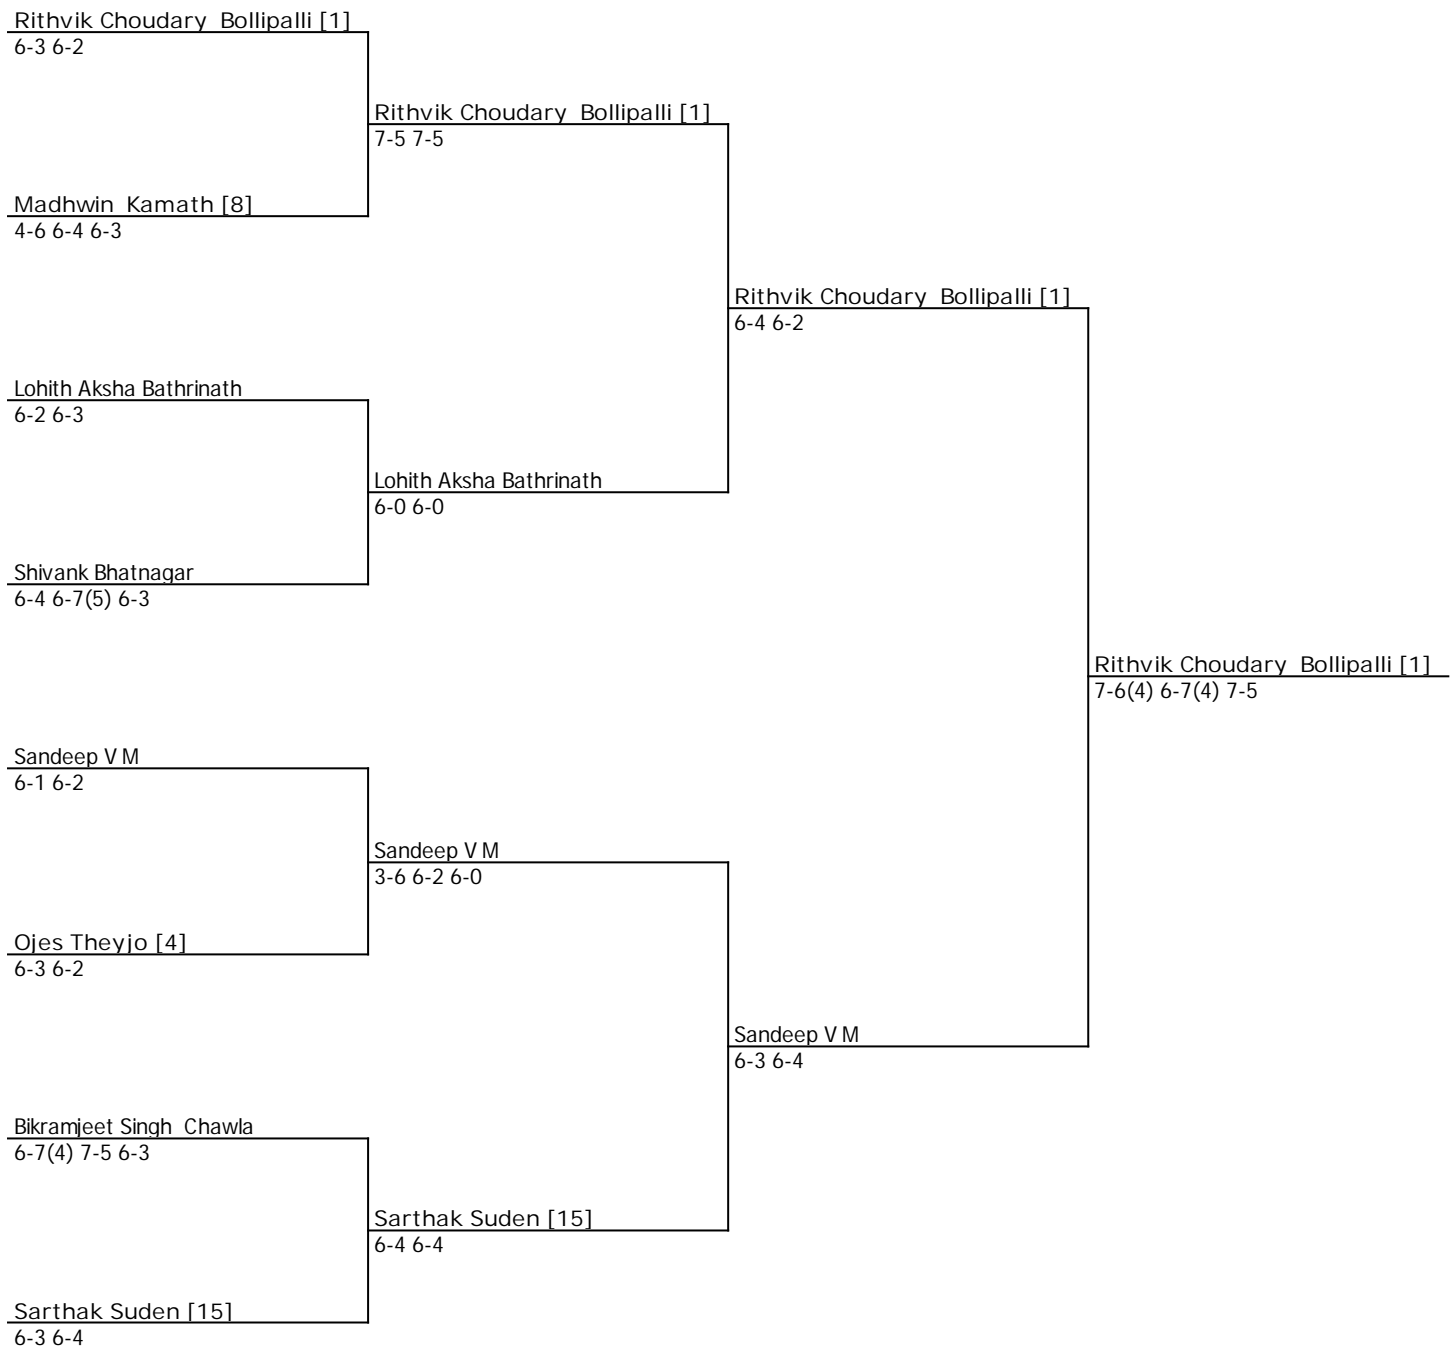 Rithvik Choudary Bollipalli [1]
6-3 6-2
Rithvik Choudary Bollipalli [1]
7-5 7-5
Madhwin Kamath [8]
4-6 6-4 6-3
Rithvik Choudary Bollipalli [1]
6-4 6-2
Lohith Aksha Bathrinath
6-2 6-3
Lohith Aksha Bathrinath
6-0 6-0
Shivank Bhatnagar
6-4 6-7(5) 6-3
Rithvik Choudary Bollipalli [1]
7-6(4) 6-7(4) 7-5
Sandeep V M
6-1 6-2
Sandeep V M
3-6 6-2 6-0
Ojes Theyjo [4]
6-3 6-2
Sandeep V M
6-3 6-4
Bikramjeet Singh Chawla
6-7(4) 7-5 6-3
Sarthak Suden [15]
6-4 6-4
Sarthak Suden [15]
6-3 6-4